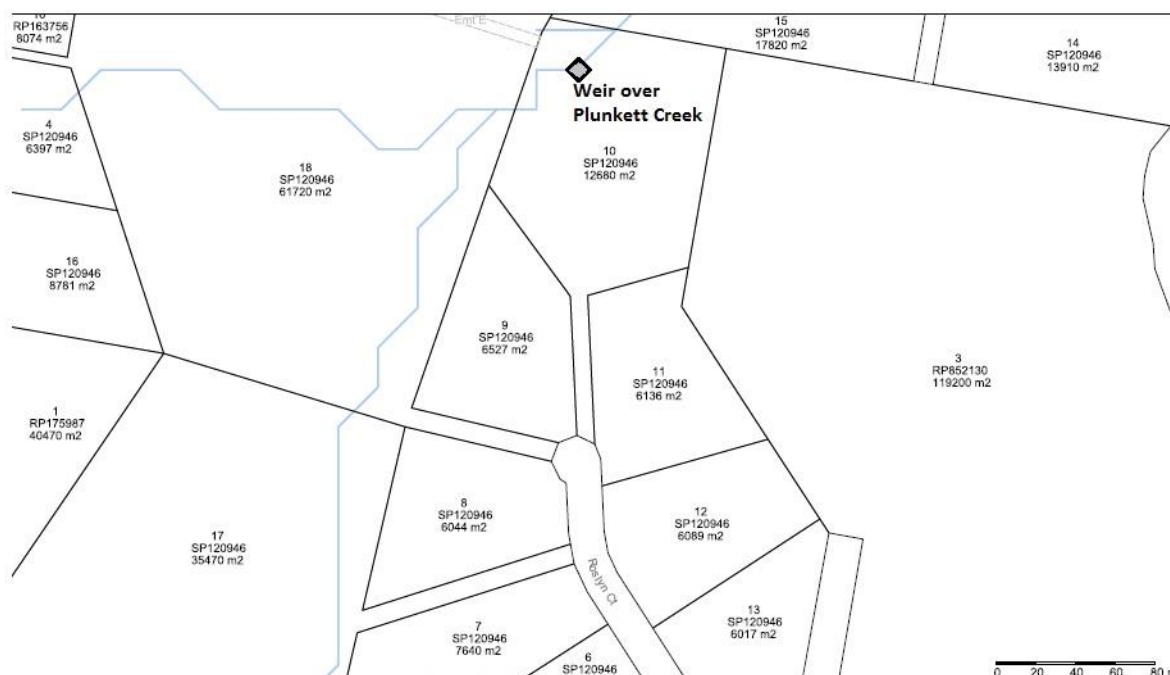 RP163756
8074 m2
Emt E
15
SP120946
17820 m2
14
SP120946
13910 m2
Weir over
Plunkett Creek
4
SP120946
6397 m2
18
SP120946
61720 m2
10
SP120946
12680 m2
16
SP120946
8781 m2
9
SP120946
6527 m2
11
SP120946
6136 m2
3
RP852130
119200 m2
1
RP175987
40470 m2
8
SP120946
6044 m2
12
SP120946
6089 m2
17
SP120946
35470 m2
Roslyn Ct
7
SP120946
7640 m2
6
SP120946
13
SP120946
6017 m2
0 20 40 60 80